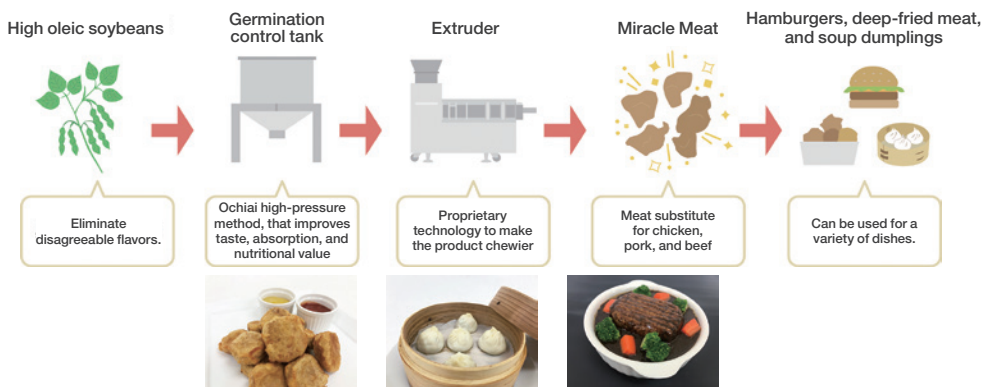 High oleic soybeans
Germination
control tank
Extruder
Miracle Meat
Hamburgers, deep-fried meat,
and soup dumplings
Eliminate
disagreeable flavors.
Ochiai high-pressure
method, that improves
taste, absorption, and
nutritional value
Proprietary
technology to make
the product chewier
Meat substitute
for chicken,
pork, and beef
Can be used for a
variety of dishes.